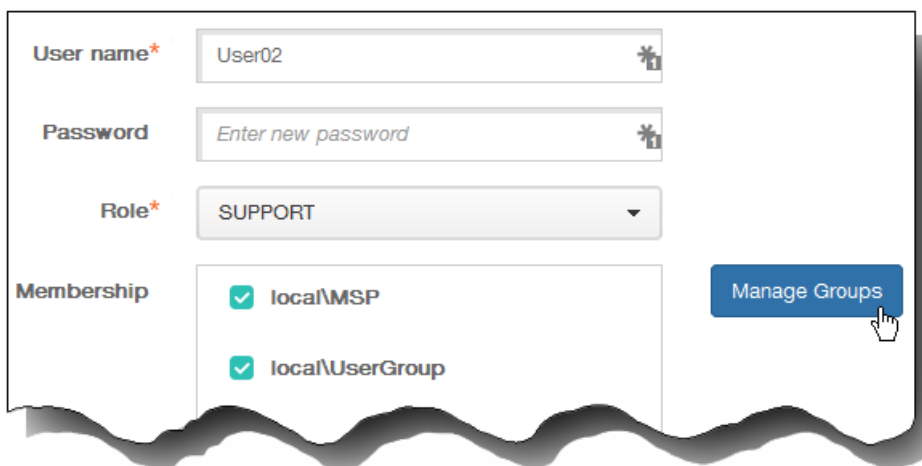 User name*
User02
Password
Enter new password
Role*
SUPPORT
Membership
local\MSP
Manage Groups
local\UserGroup